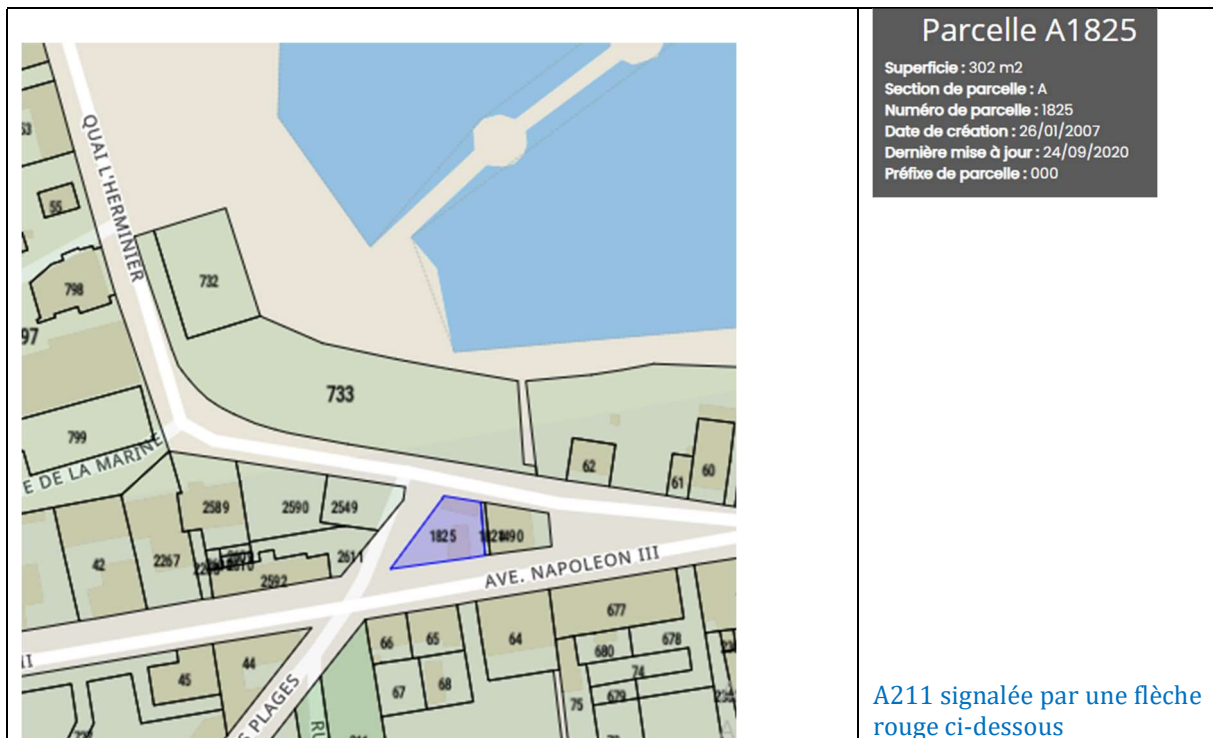 Parcelle A1825
Superficie : 302 m2
Section de parcelle : A
Numéro de parcelle : 1825
Date de création : 26/01/2007
Dernière mise à jour : 24/09/2020
Préfixe de parcelle : 000
A211 signalée par une flèche
rouge ci-dessous
QUAI L'HERMINIER
55
798
97
732
733
799
E DE LA MARINE
2589
2590
2549
62
61
60
42
2267
2592
2611
1825
AVE. NAPOLEON III
II
45
44
66
65
64
67
68
677
680
678
74
679
75
S PLAGES
RU